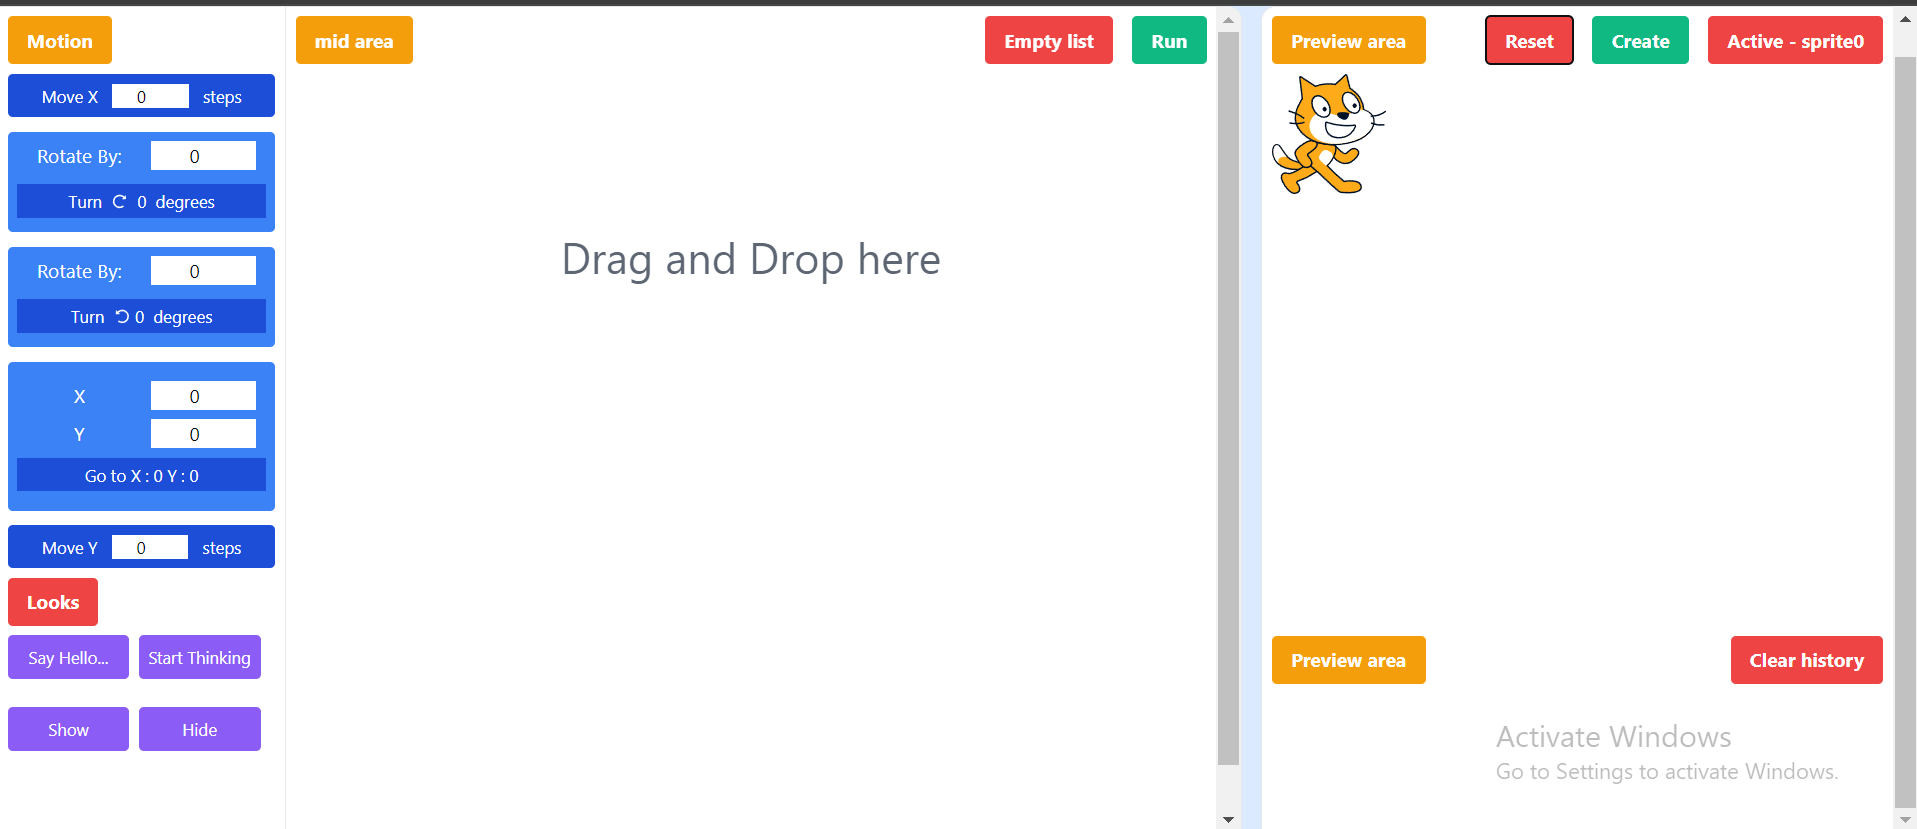 Motion
Move X 0 steps
Rotate By: 0
Turn 0 degrees
Rotate By: 0
Turn 0 degrees
X 0
Y 0
Go to X : 0 Y : 0
Move Y 0 steps
Looks
Say Hello... Start Thinking
Show Hide
mid area Empty list Run
Drag and Drop here
Preview area Reset Create Active - sprite0
Preview area Clear history
Activate Windows
Go to Settings to activate Windows.